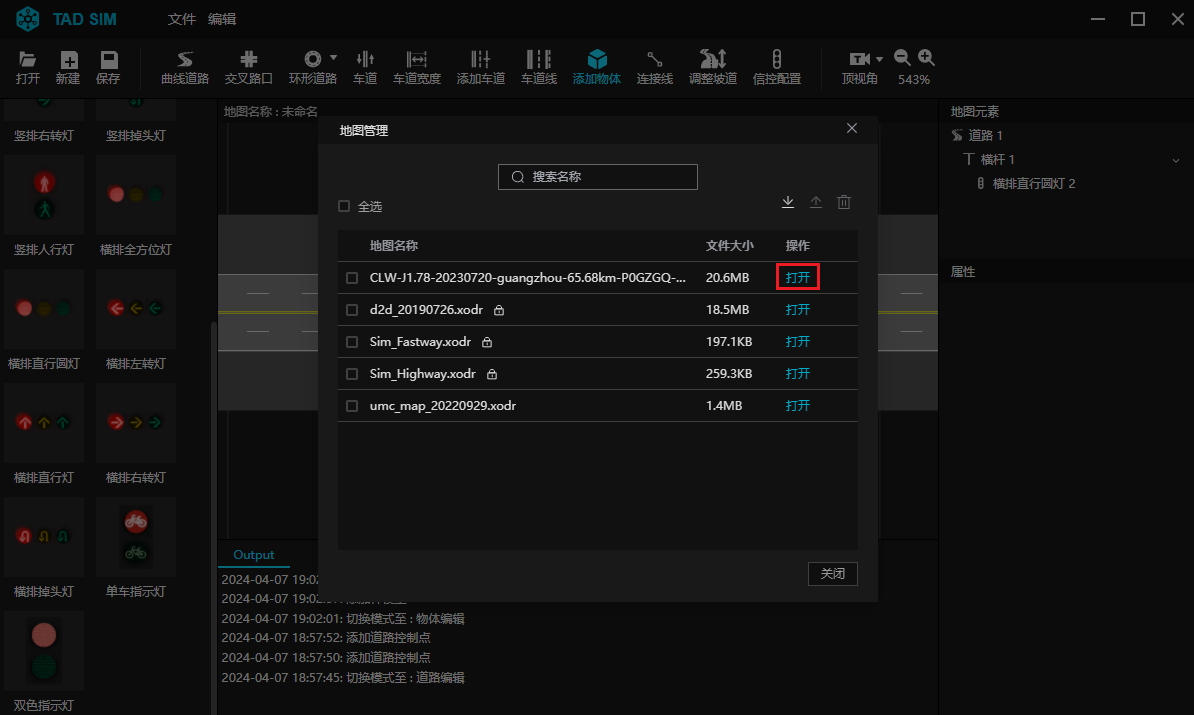 TAD SIM 文件 编辑
打开 新建 保存 曲线道路 交叉路口 环形道路 车道 车道宽度 添加车道 车道线 添加物体 连接线 调整坡道 信控配置 顶视角 543%
竖排右转灯 竖排掉头灯
竖排人行灯 横排全方位灯
横排直行圆灯 横排左转灯
横排直行灯 横排右转灯
横排掉头灯 单车指示灯
双色指示灯
地图名称 : 未命名
地图管理
搜索名称
全选
地图名称 文件大小 操作
CLW-J1.78-20230720-guangzhou-65.68km-P0GZGQ-... 20.6MB 打开
d2d_20190726.xodr 18.5MB 打开
Sim_Fastway.xodr 197.1KB 打开
Sim_Highway.xodr 259.3KB 打开
umc_map_20220929.xodr 1.4MB 打开
关闭
Output
2024-04-07 19:02
2024-04-07 19:02
2024-04-07 19:02:01: 切换模式至 : 物体编辑
2024-04-07 18:57:52: 添加道路控制点
2024-04-07 18:57:50: 添加道路控制点
2024-04-07 18:57:45: 切换模式至 : 道路编辑
地图元素
道路 1
横杆 1
横排直行圆灯 2
属性